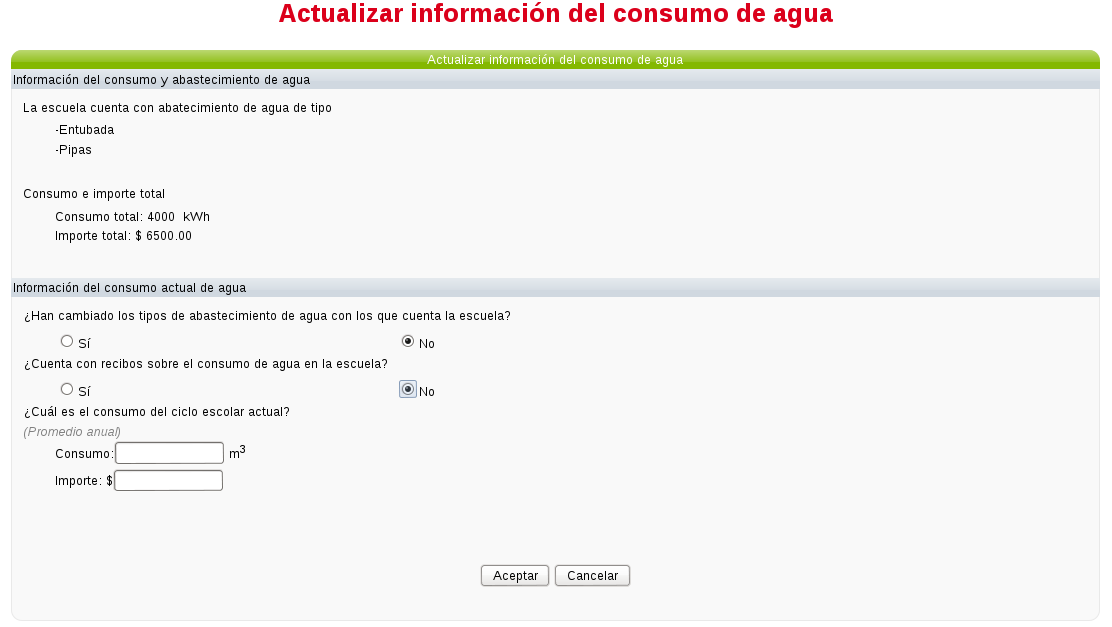 Actualizar información del consumo de agua
Actualizar información del consumo de agua
Información del consumo y abastecimiento de agua
La escuela cuenta con abatecimiento de agua de tipo
-Entubada
-Pipas
Consumo e importe total
Consumo total: 4000 kWh
Importe total: $ 6500.00
Información del consumo actual de agua
¿Han cambiado los tipos de abastecimiento de agua con los que cuenta la escuela?
Sí No
¿Cuenta con recibos sobre el consumo de agua en la escuela?
Sí No
¿Cuál es el consumo del ciclo escolar actual?
(Promedio anual)
Consumo: m³
Importe: $
Aceptar Cancelar